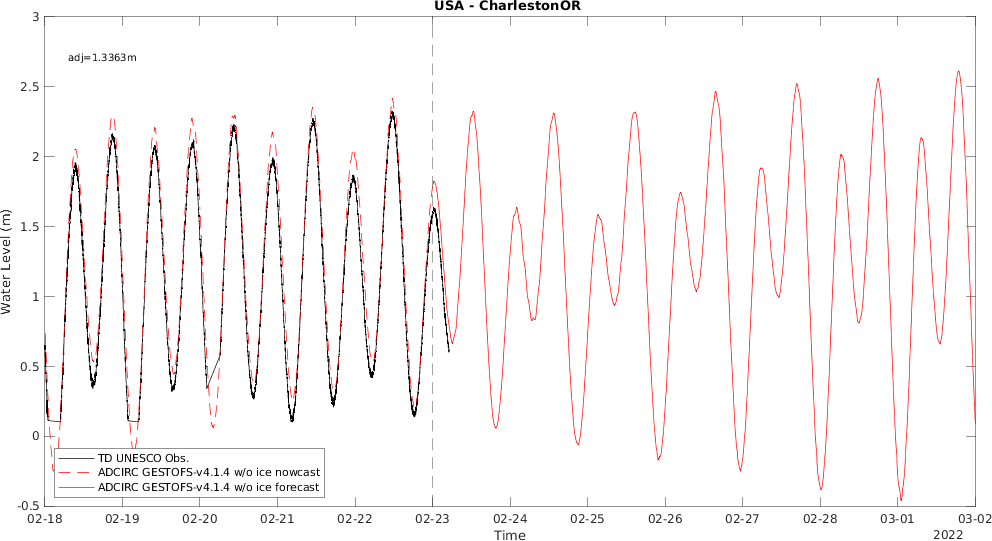 USA - CharlestonOR
3
adj=1.3363m
2.5
2
1.5
Water Level (m)
1
0.5
0
TD UNESCO Obs.
ADCIRC GESTOFS-v4.1.4 w/o ice nowcast
ADCIRC GESTOFS-v4.1.4 w/o ice forecast
-0.5
02-18 02-19 02-20 02-21 02-22 02-23 02-24 02-25 02-26 02-27 02-28 03-01 03-02
Time 2022